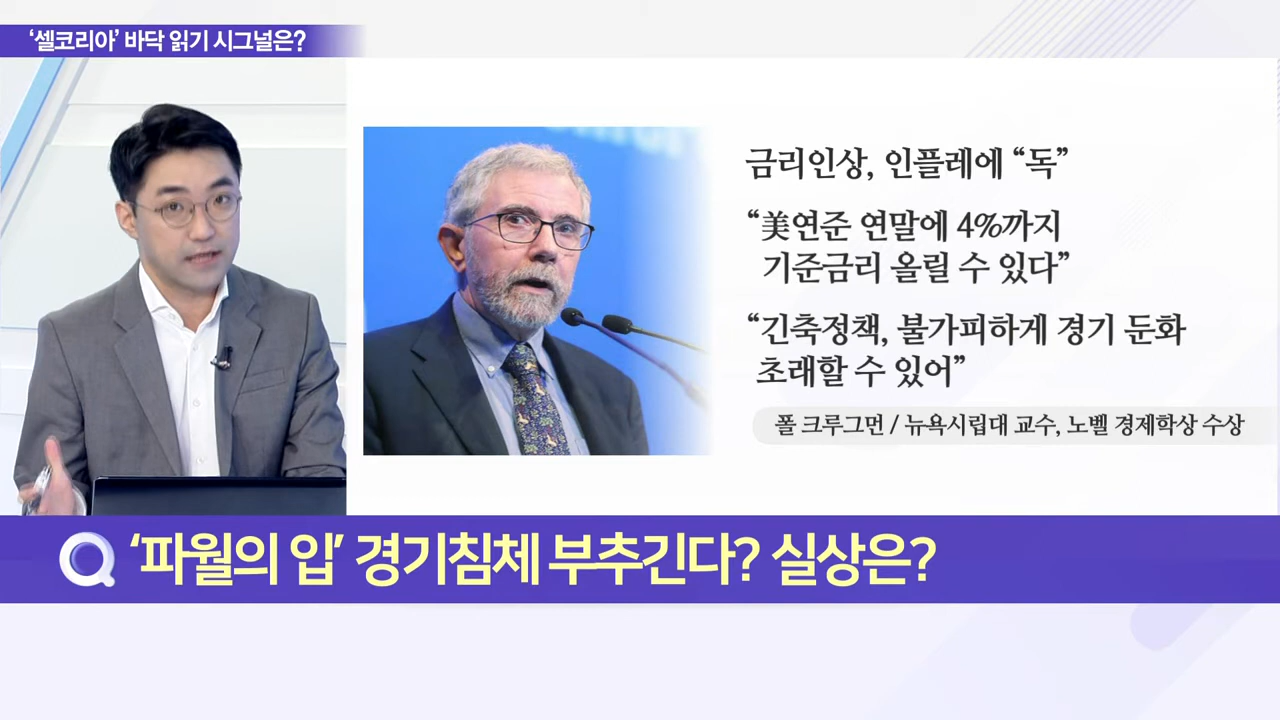 ‘셀코리아’ 바닥 읽기 시그널은?
금리인상, 인플레에 “독”
“美연준 연말에 4%까지
기준금리 올릴 수 있다”
“긴축정책, 불가피하게 경기 둔화
초래할 수 있어”
폴 크루그먼 / 뉴욕시립대 교수, 노벨 경제학상 수상
Q ‘파월의 입’ 경기침체 부추긴다? 실상은?